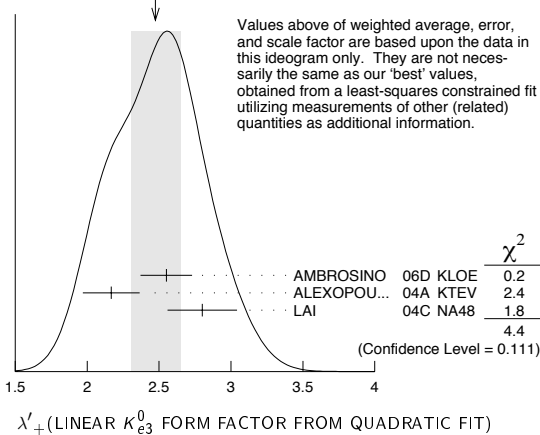 Values above of weighted average, error,
and scale factor are based upon the data in
this ideogram only. They are not neces-
sarily the same as our ‘best’ values,
obtained from a least-squares constrained fit
utilizing measurements of other (related)
quantities as additional information.
χ²
AMBROSINO 06D KLOE 0.2
ALEXOPOU... 04A KTEV 2.4
LAI 04C NA48 1.8
4.4
(Confidence Level = 0.111)
1.5 2 2.5 3 3.5 4
λ′₊(LINEAR K⁰ₑ₃ FORM FACTOR FROM QUADRATIC FIT)